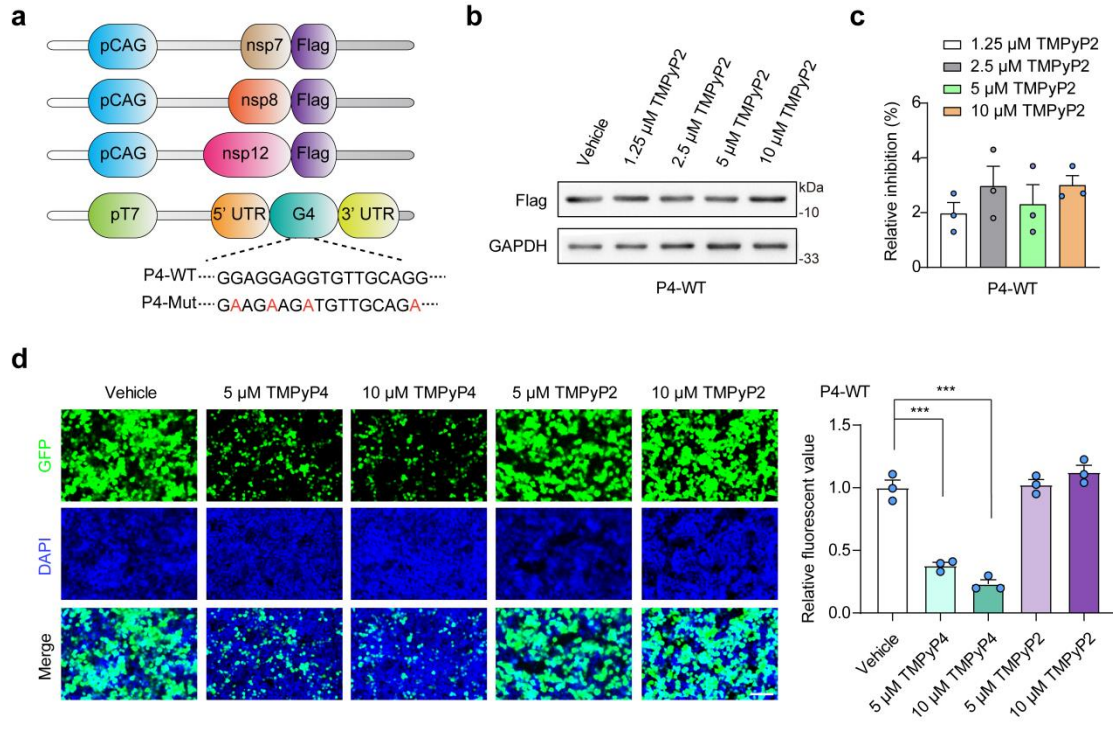 a
pCAG nsp7 Flag
pCAG nsp8 Flag
pCAG nsp12 Flag
pT7 5' UTR G4 3' UTR
P4-WT GGAGGAGGTGTTGCAGG
P4-Mut GAAGAAGATGTTGCAGA
b
Vehicle
1.25 µM TMPyP2
2.5 µM TMPyP2
5 µM TMPyP2
10 µM TMPyP2
kDa
Flag
-10
GAPDH
-33
P4-WT
c
1.25 µM TMPyP2
2.5 µM TMPyP2
5 µM TMPyP2
10 µM TMPyP2
Relative inhibition (%)
6
4
2
0
P4-WT
d
Vehicle 5 µM TMPyP4 10 µM TMPyP4 5 µM TMPyP2 10 µM TMPyP2
GFP
DAPI
Merge
P4-WT
***
***
Relative fluorescent value
1.5
1.0
0.5
0.0
Vehicle
5 µM TMPyP4
10 µM TMPyP4
5 µM TMPyP2
10 µM TMPyP2